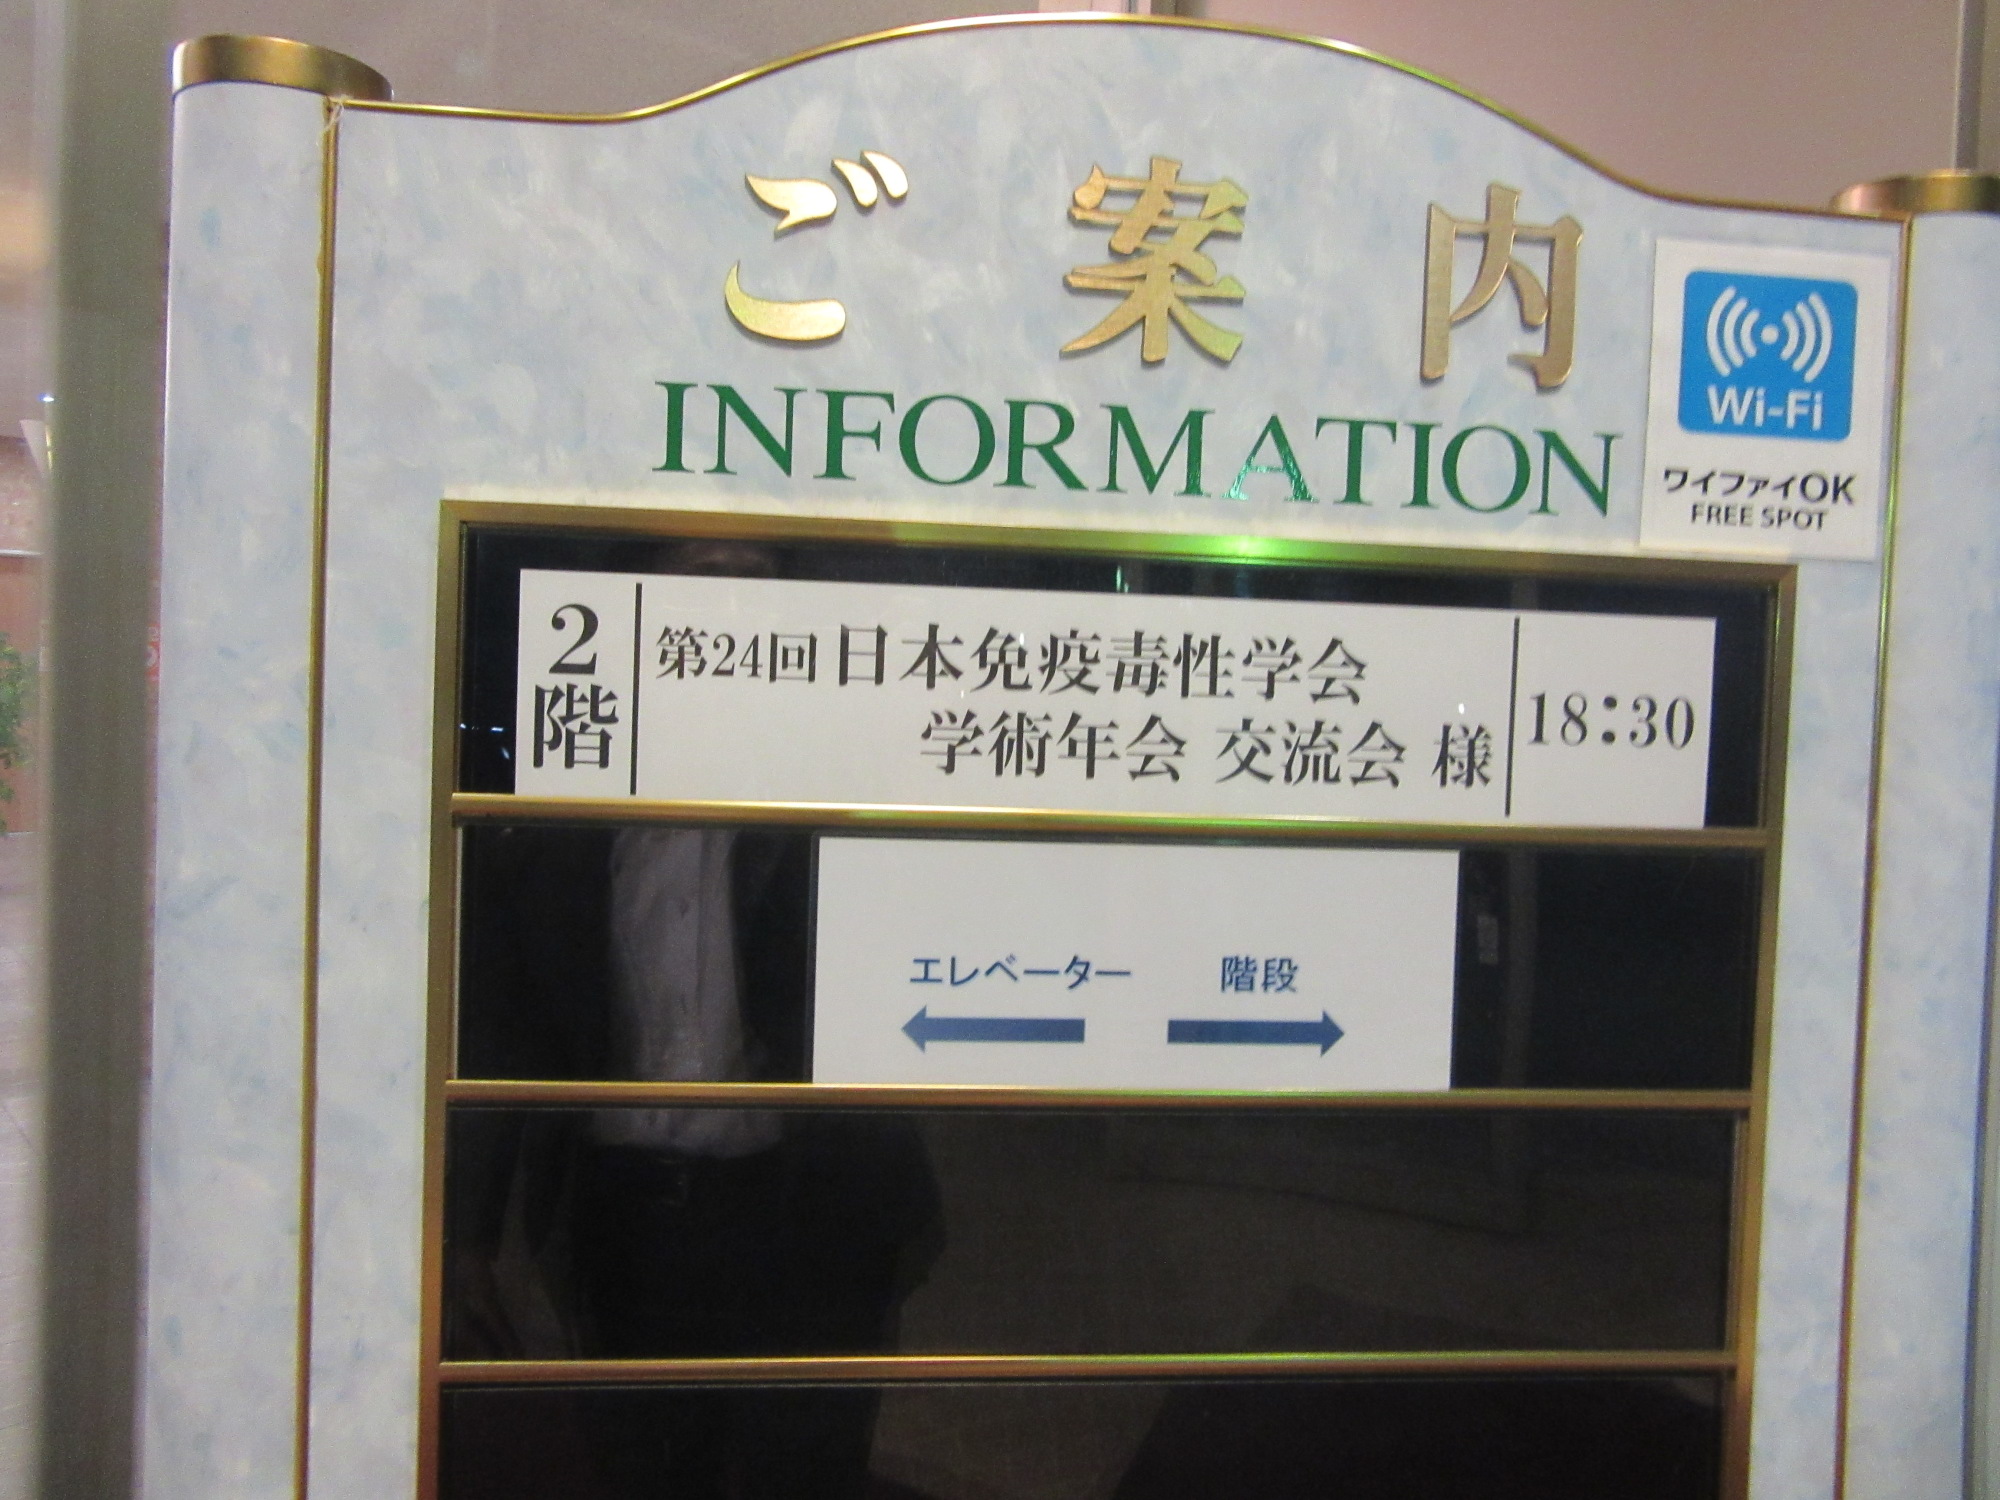 ご案内
INFORMATION
Wi-Fi
ワイファイOK
FREE SPOT
2階
第24回 日本免疫毒性学会
学術年会 交流会 様
18:30
エレベーター 階段